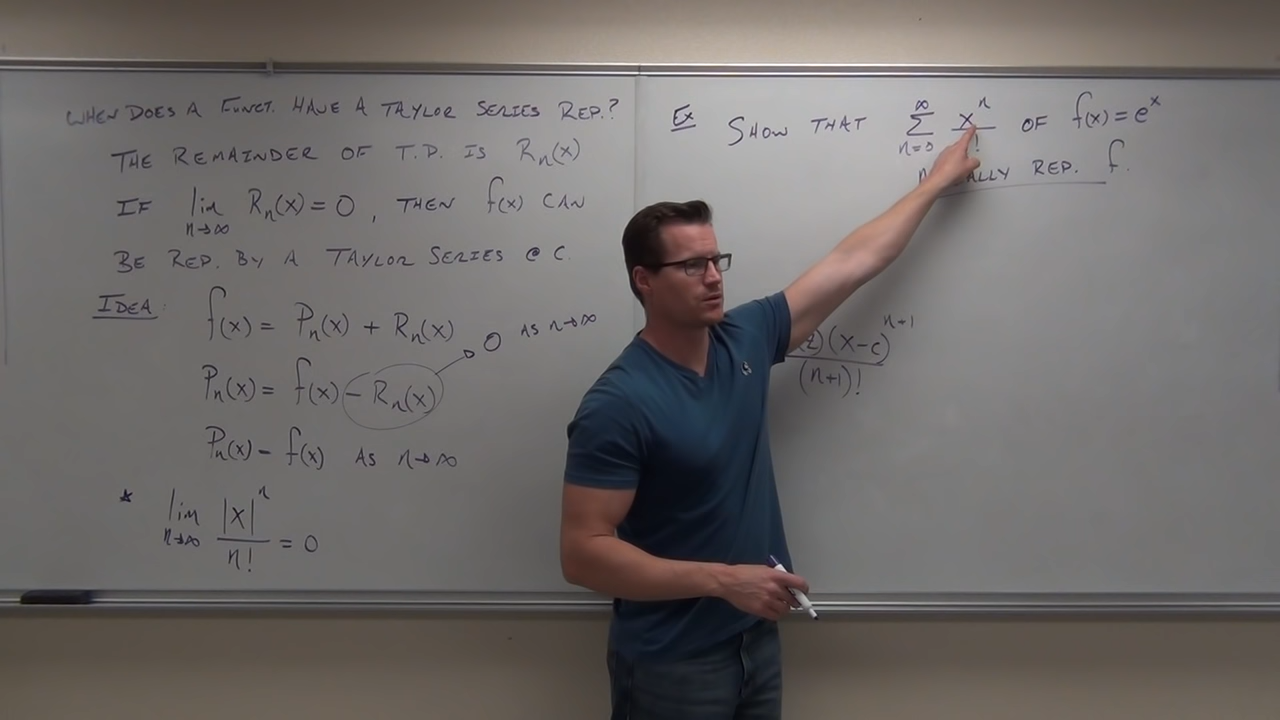 WHEN DOES A FUNCT. HAVE A TAYLOR SERIES REP.?
THE REMAINDER OF T.P. IS Rₙ(x)
IF lim n→∞ Rₙ(x) = 0, THEN f(x) CAN
BE REP. BY A TAYLOR SERIES @ C.
IDEA:
f(x) = Pₙ(x) + Rₙ(x)
Pₙ(x) = f(x) - Rₙ(x) → 0 AS n→∞
Pₙ(x) - f(x) AS n→∞
* lim n→∞ |x|ⁿ / n! = 0
Ex SHOW THAT ∑ n=0 ∞ xⁿ / ! OF f(x) = eˣ
REP. f.
(z)(x-c)ⁿ⁺¹ / (n+1)!